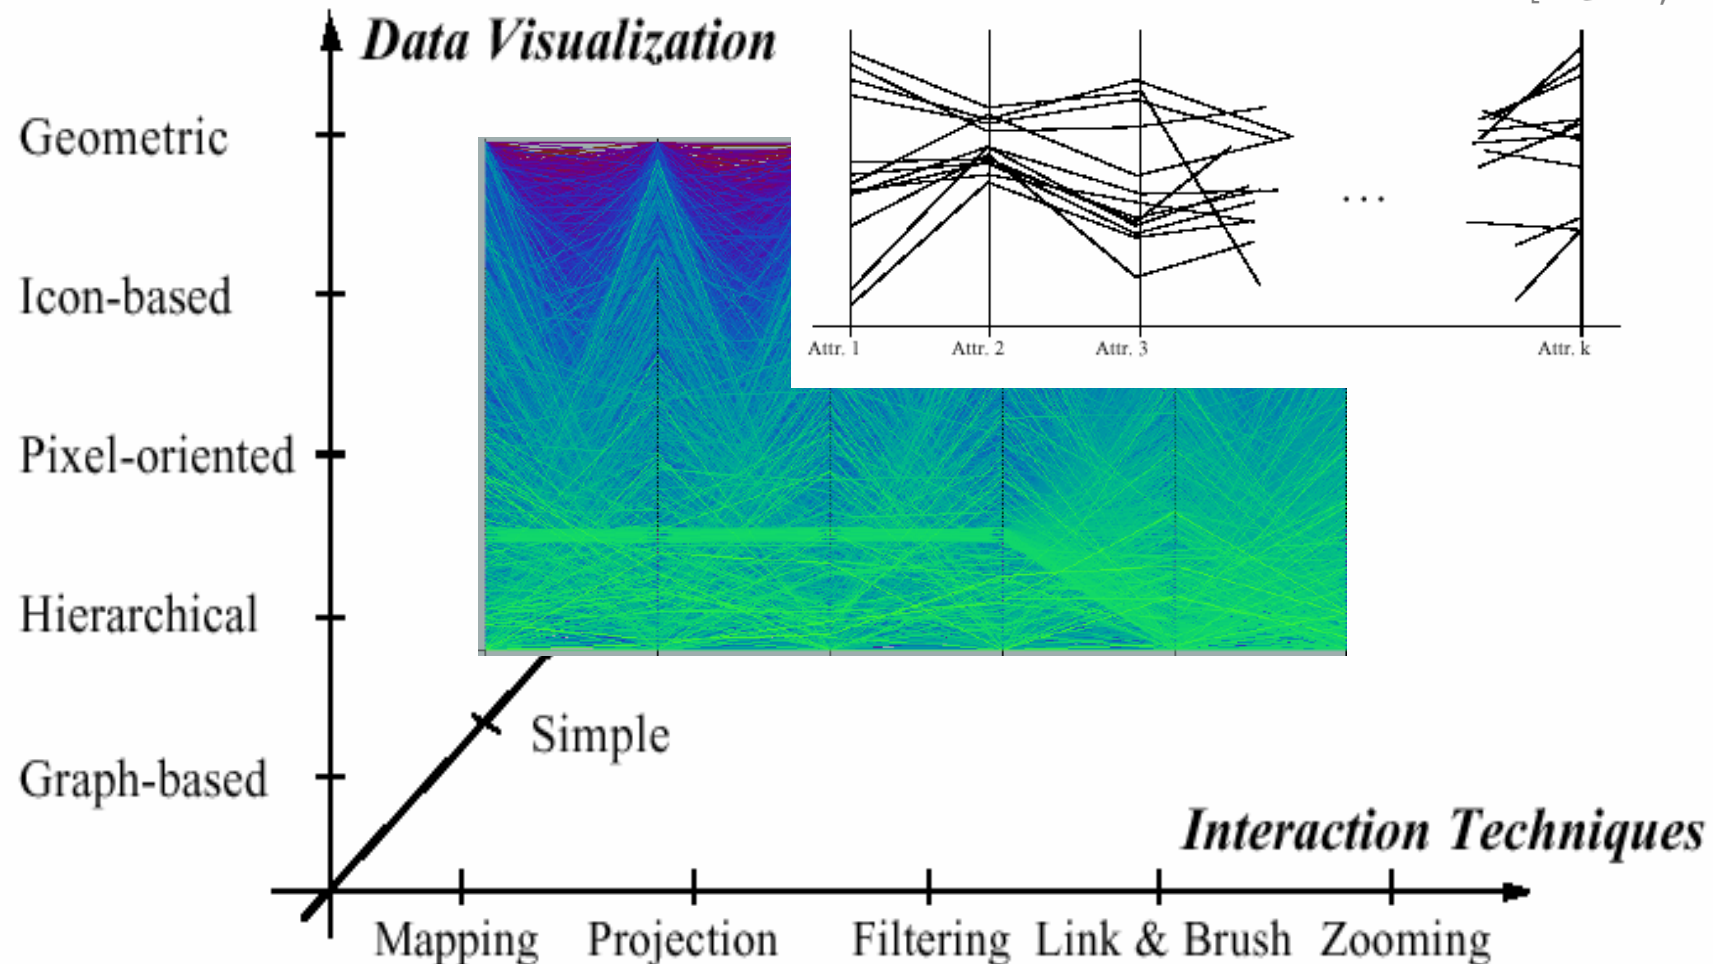 Data Visualization
Geometric
Icon-based
Pixel-oriented
Hierarchical
Graph-based
Attr. 1
Attr. 2
Attr. 3
. . .
Attr. k
Simple
Interaction Techniques
Mapping
Projection
Filtering
Link & Brush
Zooming